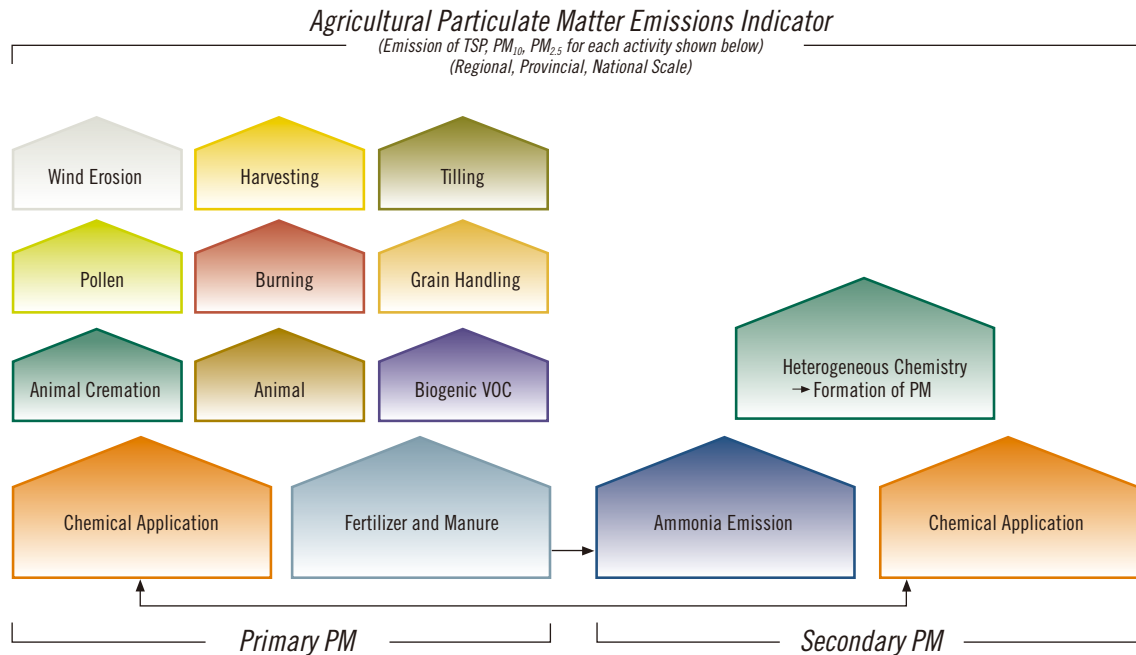 Agricultural Particulate Matter Emissions Indicator
(Emission of TSP, PM10, PM2.5 for each activity shown below)
(Regional, Provincial, National Scale)
Wind Erosion
Harvesting
Tilling
Pollen
Burning
Grain Handling
Animal Cremation
Animal
Biogenic VOC
Heterogeneous Chemistry
→ Formation of PM
Chemical Application
Fertilizer and Manure
Ammonia Emission
Chemical Application
Primary PM
Secondary PM